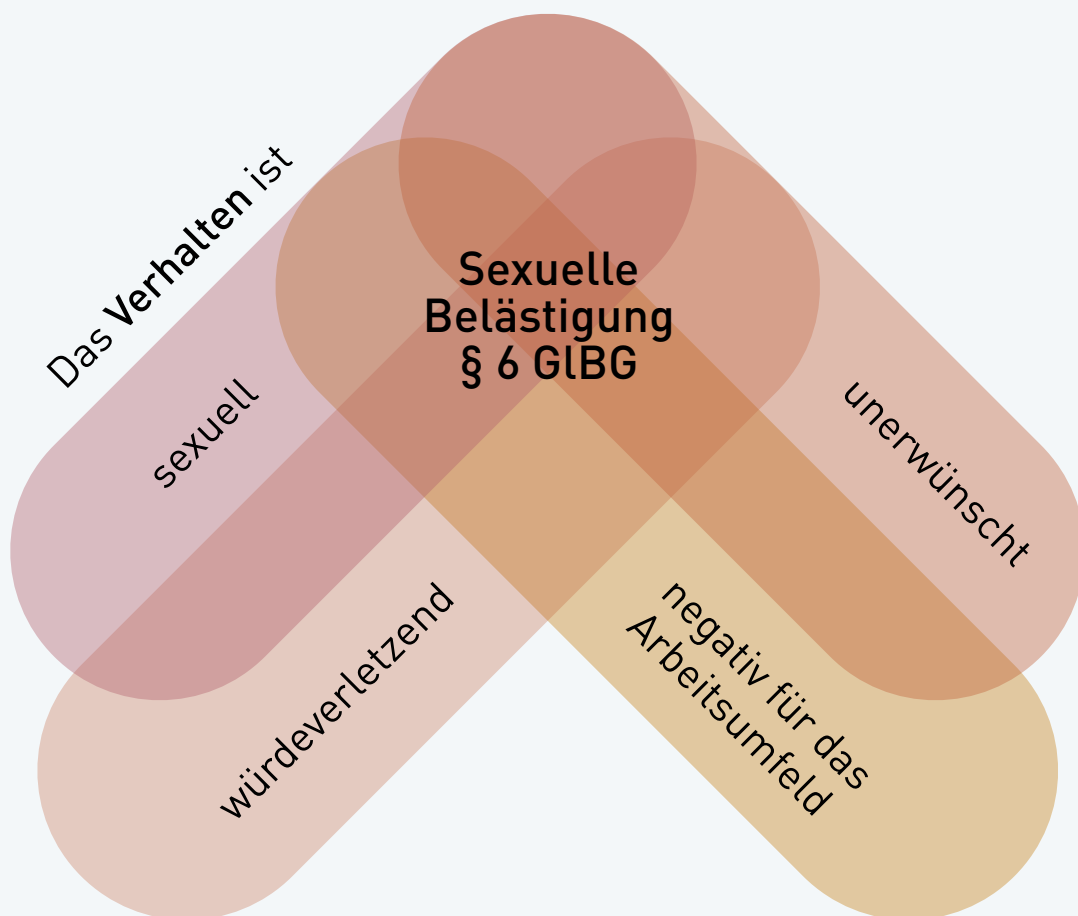 Das Verhalten ist
sexuell
würdeverletzend
Sexuelle
Belästigung
§ 6 GlBG
unerwünscht
negativ für das
Arbeitsumfeld